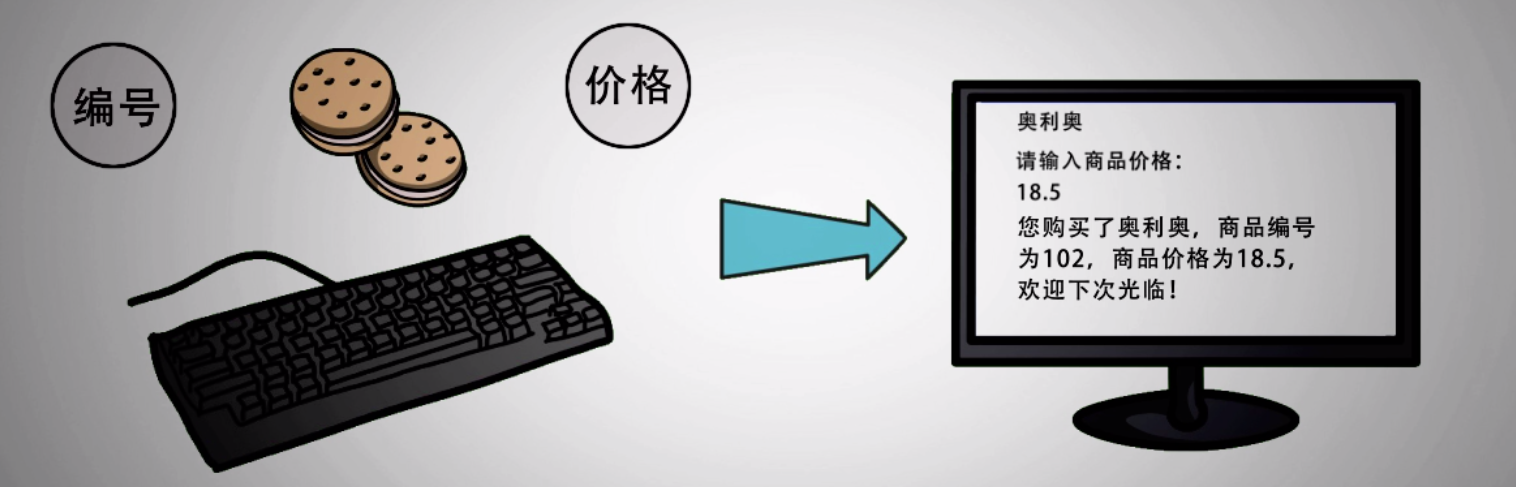 编号
价格
奥利奥
请输入商品价格：
18.5
您购买了奥利奥，商品编号
为102，商品价格为18.5，
欢迎下次光临！